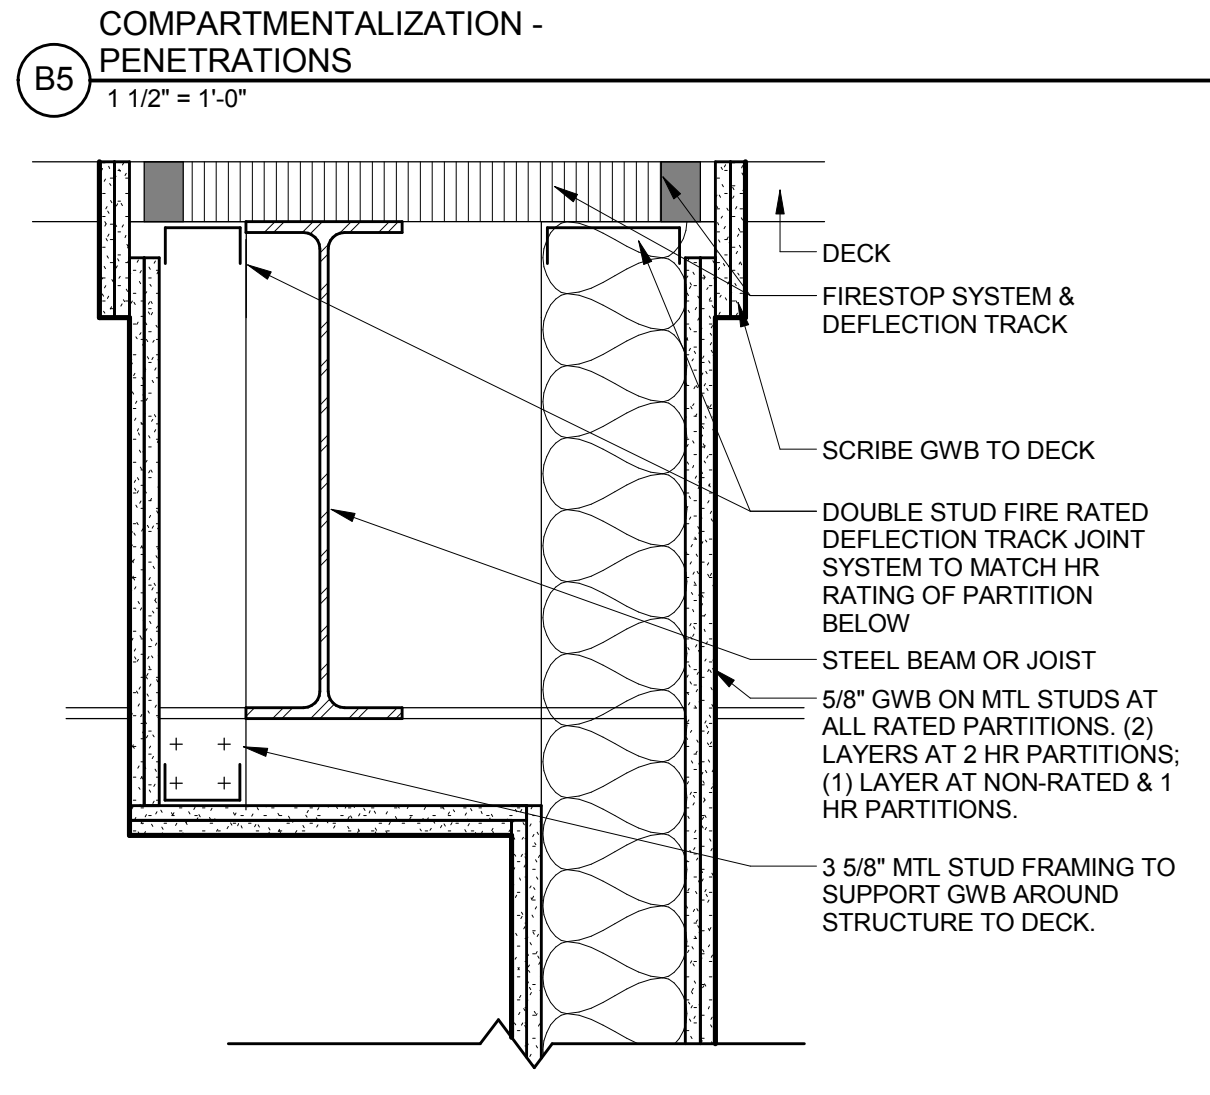 COMPARTMENTALIZATION -
PENETRATIONS
B5
1 1/2" = 1'-0"
DECK
FIRESTOP SYSTEM &
DEFLECTION TRACK
SCRIBE GWB TO DECK
DOUBLE STUD FIRE RATED
DEFLECTION TRACK JOINT
SYSTEM TO MATCH HR
RATING OF PARTITION
BELOW
STEEL BEAM OR JOIST
5/8" GWB ON MTL STUDS AT
ALL RATED PARTITIONS. (2)
LAYERS AT 2 HR PARTITIONS;
(1) LAYER AT NON-RATED & 1
HR PARTITIONS.
3 5/8" MTL STUD FRAMING TO
SUPPORT GWB AROUND
STRUCTURE TO DECK.